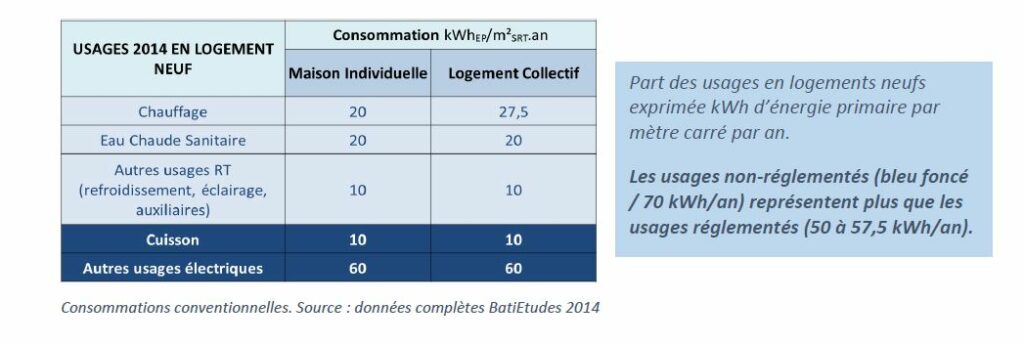 USAGES 2014 EN LOGEMENT
NEUF
Consommation kWhEP/m²SRT.an
Maison Individuelle
Logement Collectif
Chauffage 20 27,5
Eau Chaude Sanitaire 20 20
Autres usages RT
(refroidissement, éclairage,
auxiliaires)
10 10
Cuisson 10 10
Autres usages électriques 60 60
Consommations conventionnelles. Source : données complètes BatiEtudes 2014
Part des usages en logements neufs
exprimée kWh d’énergie primaire par
mètre carré par an.
Les usages non-réglementés (bleu foncé
/ 70 kWh/an) représentent plus que les
usages réglementés (50 à 57,5 kWh/an).